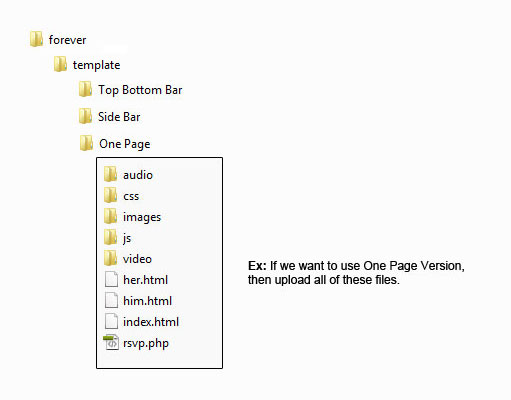 forever
template
Top Bottom Bar
Side Bar
One Page
audio
css
images
js
video
her.html
him.html
index.html
rsvp.php
Ex: If we want to use One Page Version,
then upload all of these files.